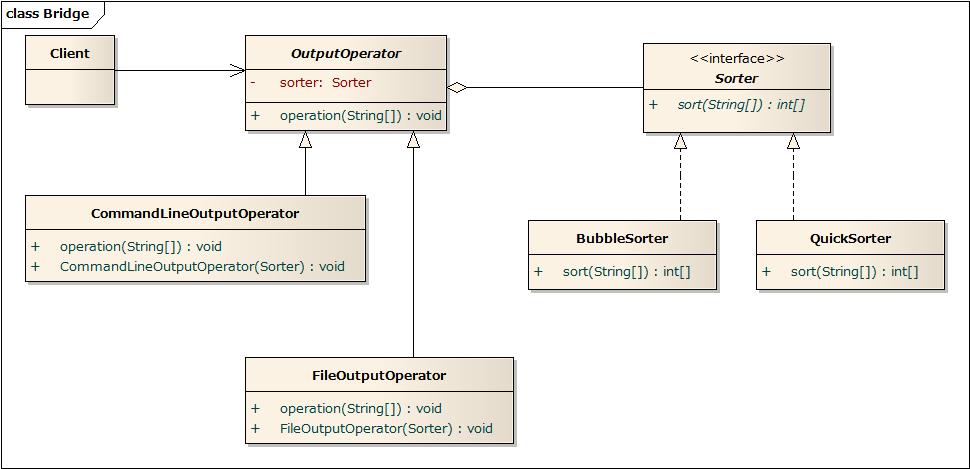 class Bridge
Client
OutputOperator
- sorter: Sorter
+ operation(String[]) : void
<<interface>>
Sorter
+ sort(String[]) : int[]
CommandLineOutputOperator
+ operation(String[]) : void
+ CommandLineOutputOperator(Sorter) : void
BubbleSorter
+ sort(String[]) : int[]
QuickSorter
+ sort(String[]) : int[]
FileOutputOperator
+ operation(String[]) : void
+ FileOutputOperator(Sorter) : void